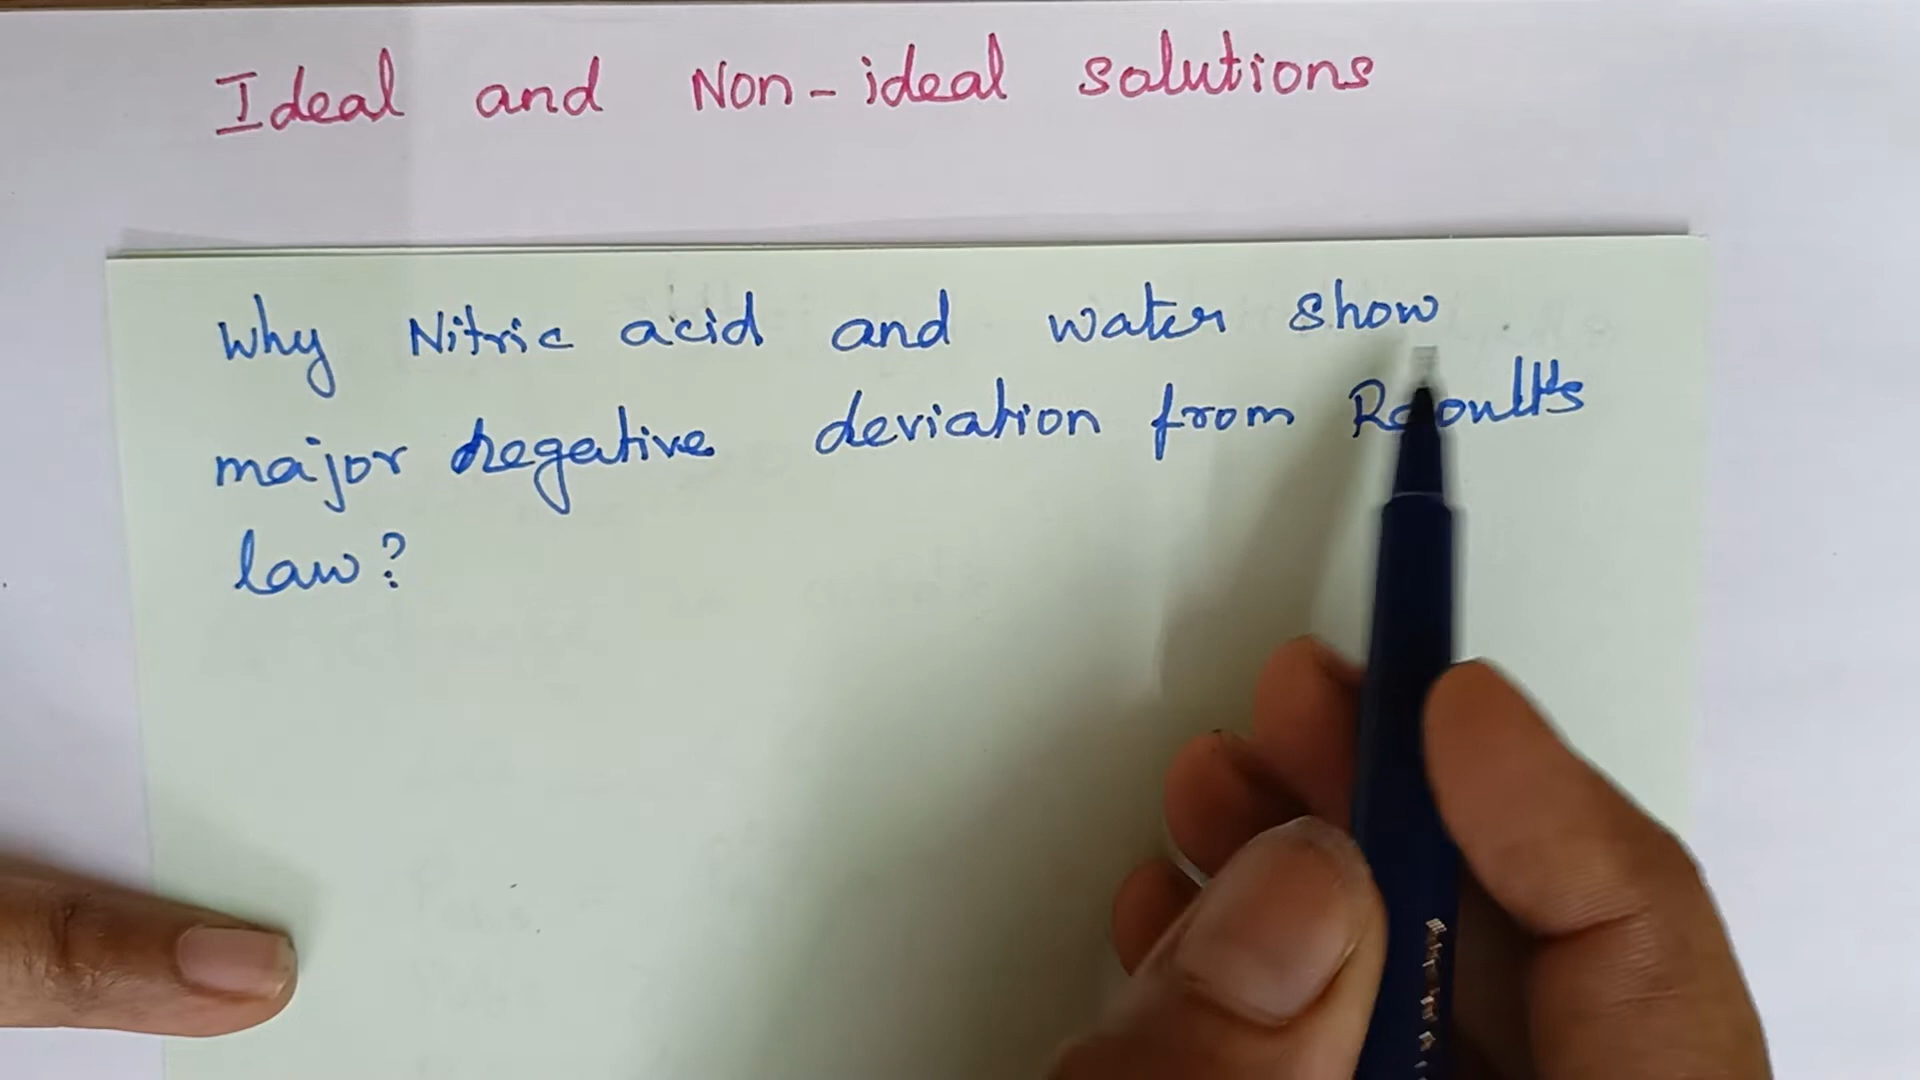 Ideal and Non-ideal solutions
Why Nitric acid and water show
major negative deviation from Raoult's
law?